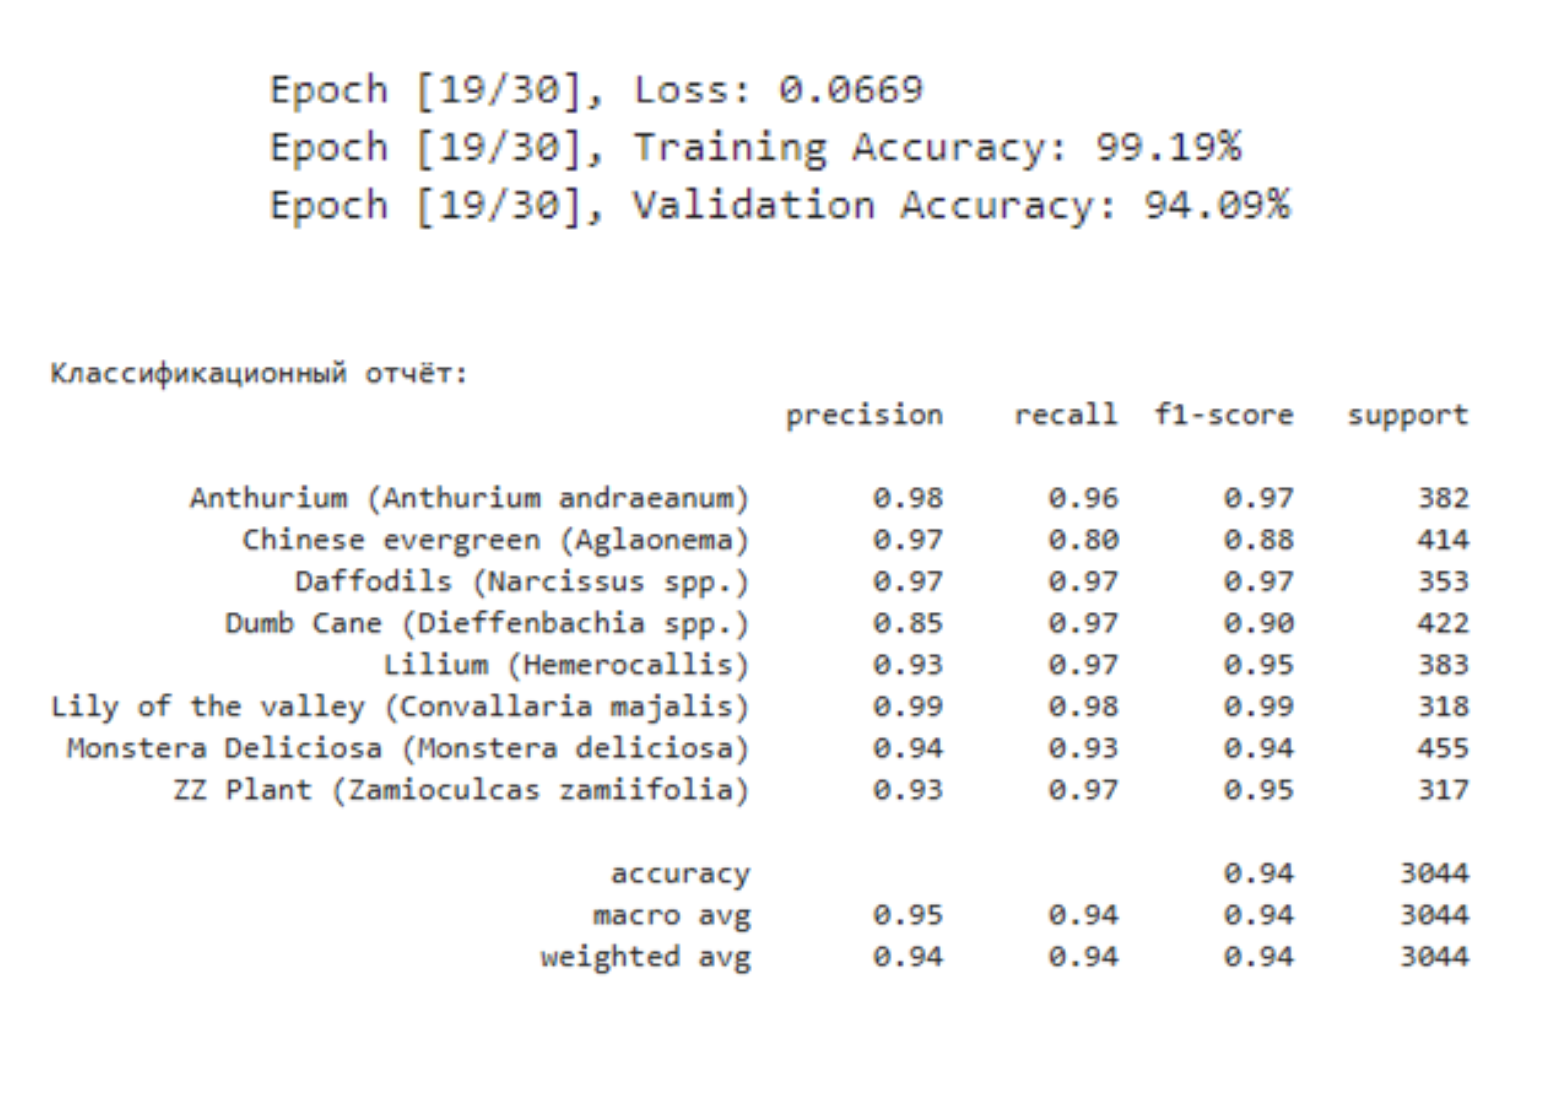 Epoch [19/30], Loss: 0.0669
Epoch [19/30], Training Accuracy: 99.19%
Epoch [19/30], Validation Accuracy: 94.09%
Классификационный отчёт:
precision recall f1-score support
Anthurium (Anthurium andraeanum) 0.98 0.96 0.97 382
Chinese evergreen (Aglaonema) 0.97 0.80 0.88 414
Daffodils (Narcissus spp.) 0.97 0.97 0.97 353
Dumb Cane (Dieffenbachia spp.) 0.85 0.97 0.90 422
Lilium (Hemerocallis) 0.93 0.97 0.95 383
Lily of the valley (Convallaria majalis) 0.99 0.98 0.99 318
Monstera Deliciosa (Monstera deliciosa) 0.94 0.93 0.94 455
ZZ Plant (Zamioculcas zamiifolia) 0.93 0.97 0.95 317
accuracy 0.94 3044
macro avg 0.95 0.94 0.94 3044
weighted avg 0.94 0.94 0.94 3044